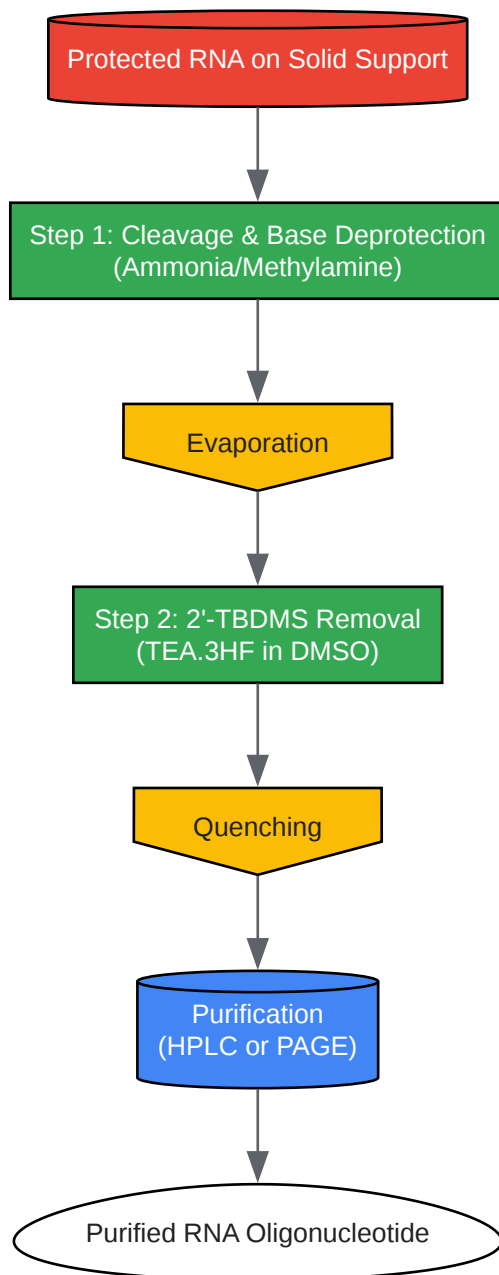 Protected RNA on Solid Support
Step 1: Cleavage & Base Deprotection
(Ammonia/Methylamine)
Evaporation
Step 2: 2'-TBDMS Removal
(TEA.3HF in DMSO)
Quenching
Purification
(HPLC or PAGE)
Purified RNA Oligonucleotide